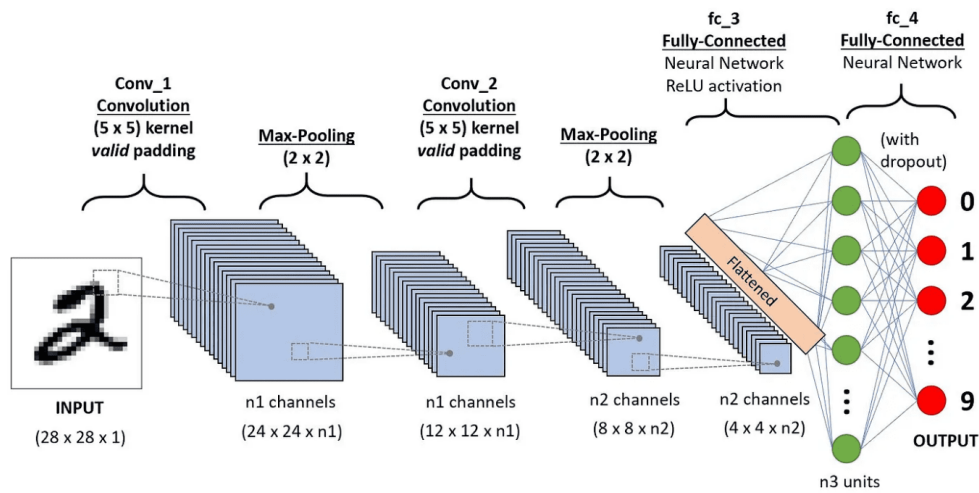 fc_3
Fully-Connected
Neural Network
ReLU activation
fc_4
Fully-Connected
Neural Network
Conv_1
Convolution
(5 x 5) kernel
valid padding
Max-Pooling
(2 x 2)
Conv_2
Convolution
(5 x 5) kernel
valid padding
Max-Pooling
(2 x 2)
(with
dropout)
Flattened
0
1
2
9
INPUT
(28 x 28 x 1)
n1 channels
(24 x 24 x n1)
n1 channels
(12 x 12 x n1)
n2 channels
(8 x 8 x n2)
n2 channels
(4 x 4 x n2)
OUTPUT
n3 units
2